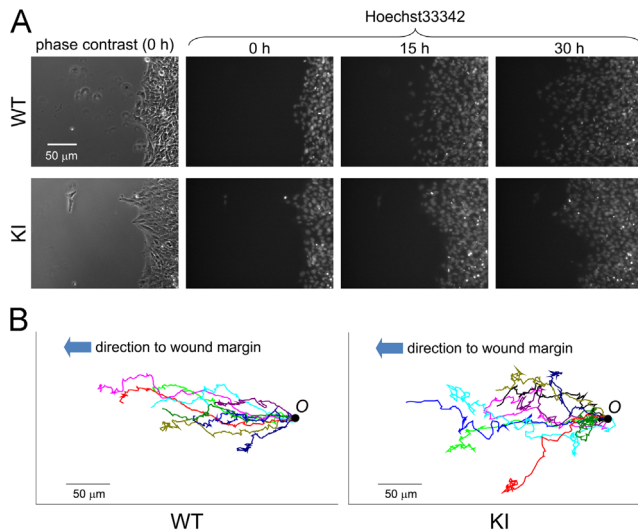 A
Hoechst33342
phase contrast (0 h)
0 h
15 h
30 h
WT
50 μm
KI
B
direction to wound margin
O
50 μm
WT
direction to wound margin
O
50 μm
KI